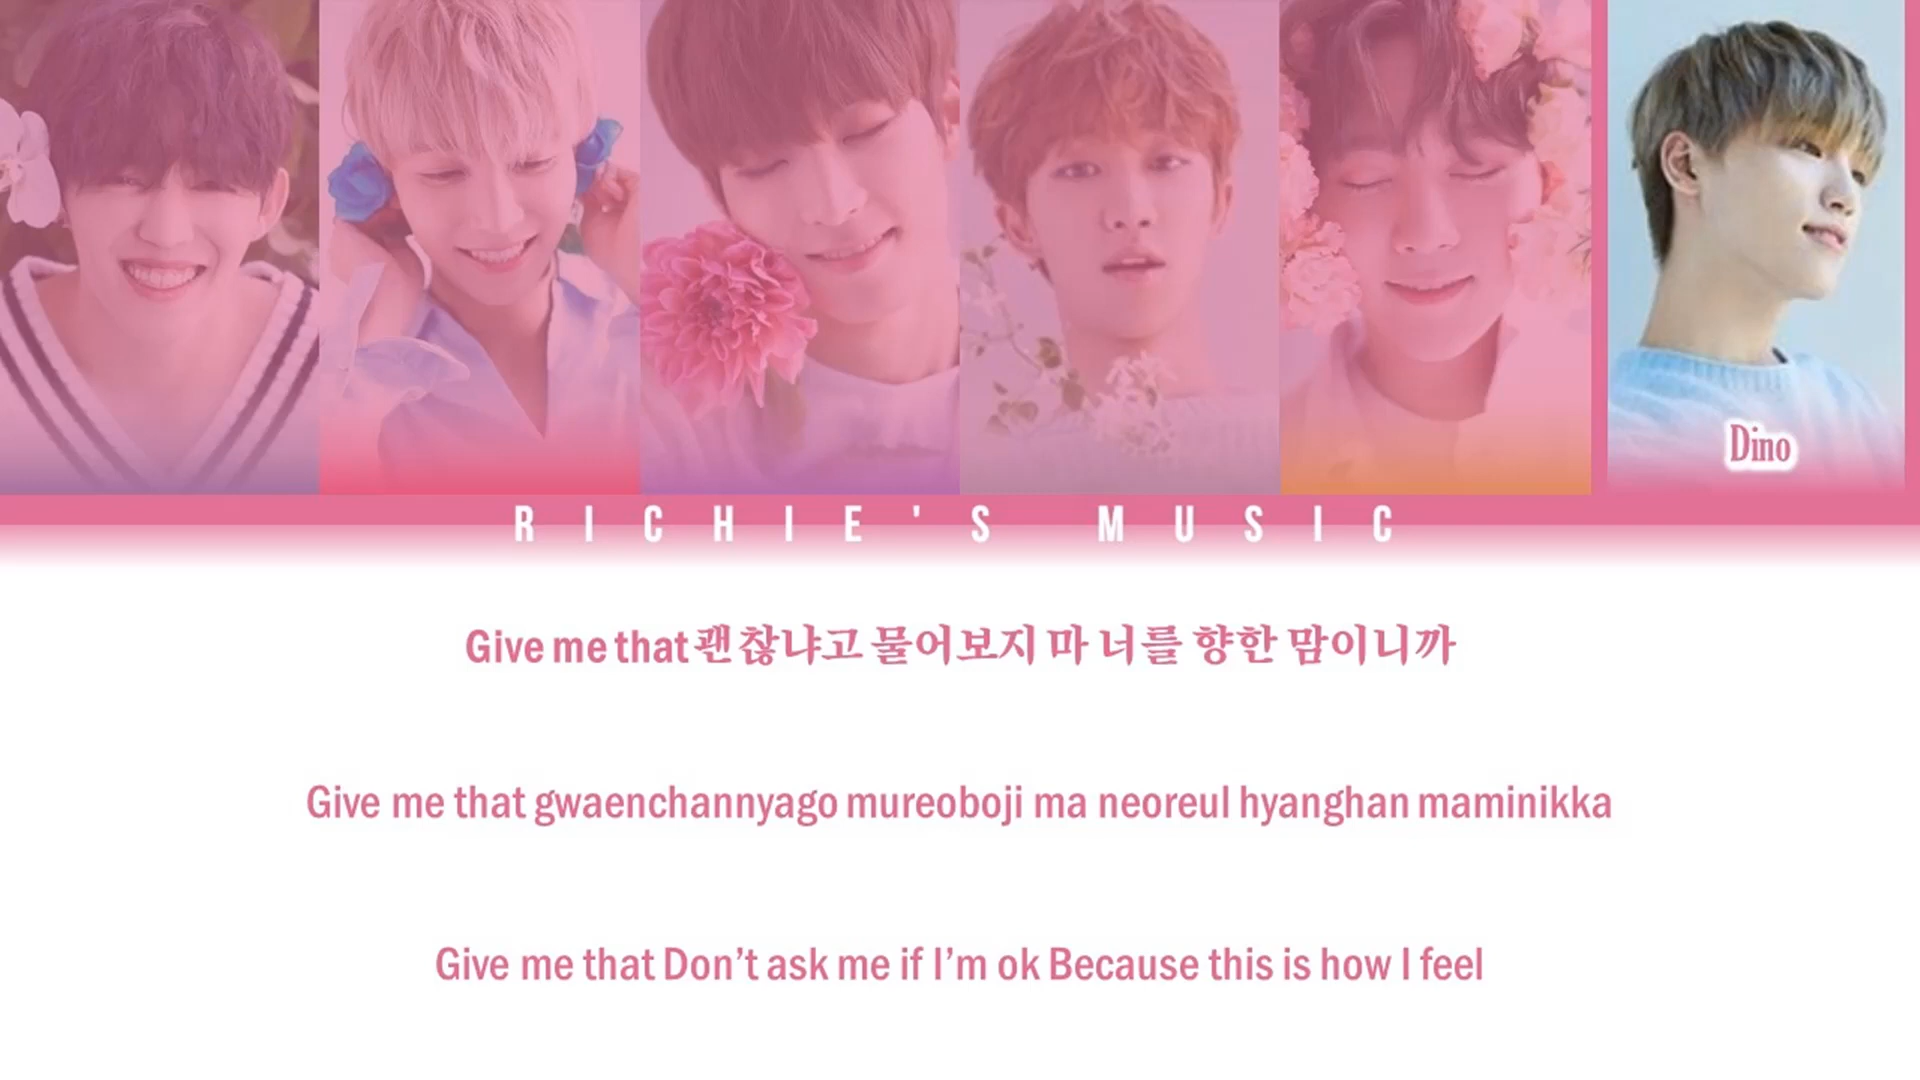 Dino
RICHIE'S MUSIC
Give me that 괜찮냐고 물어보지 마 너를 향한 맘이니까
Give me that gwaenchannyago mureoboji ma neoreul hyanghan maminikka
Give me that Don't ask me if I'm ok Because this is how I feel